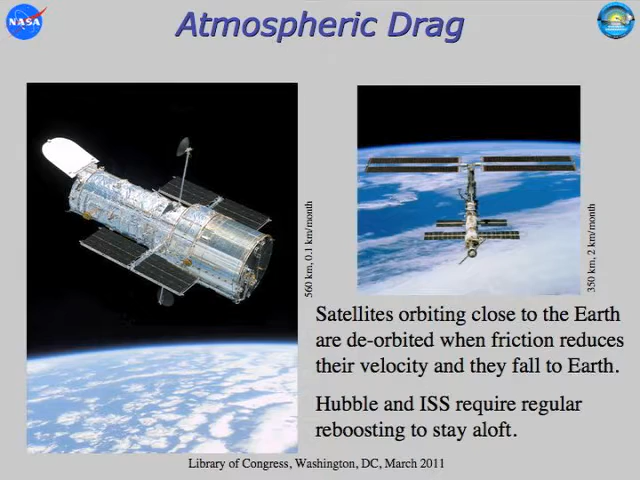 NASA
Atmospheric Drag
560 km, 0.1 km/month
350 km, 2 km/month
Satellites orbiting close to the Earth
are de-orbited when friction reduces
their velocity and they fall to Earth.
Hubble and ISS require regular
reboosting to stay aloft.
Library of Congress, Washington, DC, March 2011